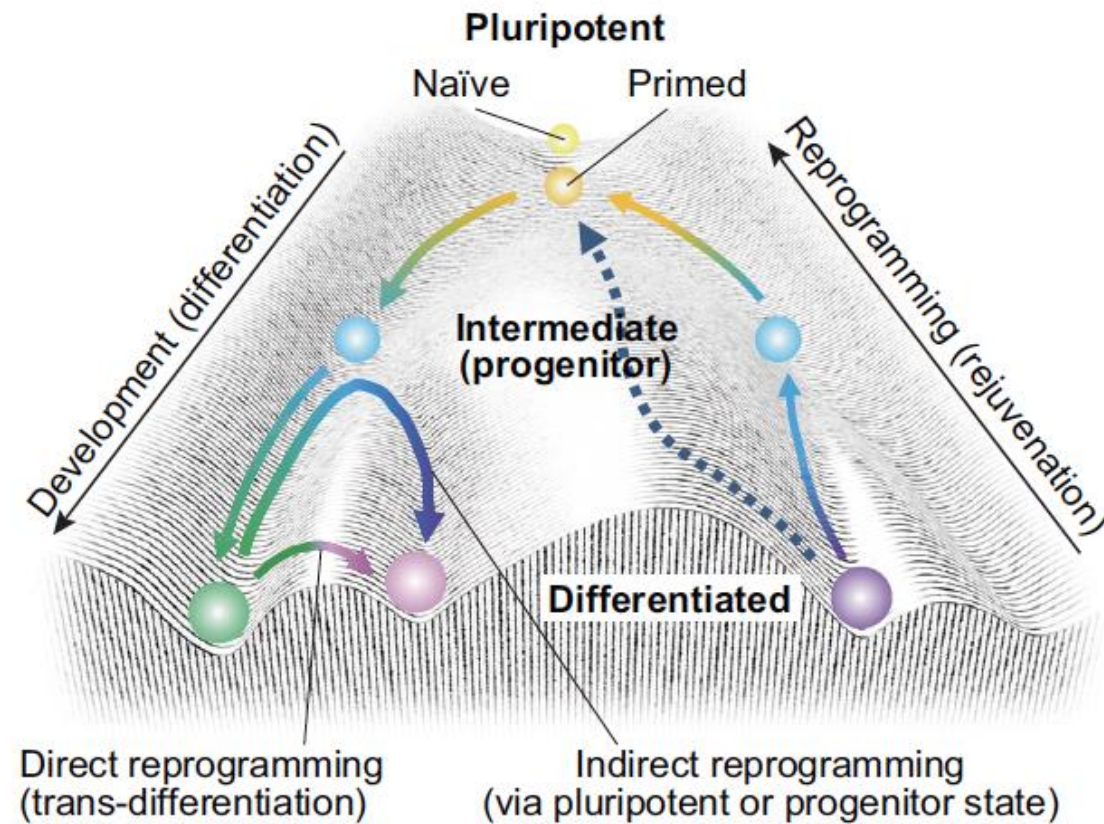 Pluripotent
Naïve
Primed
Development (differentiation)
Reprogramming (rejuvenation)
Intermediate
(progenitor)
Differentiated
Direct reprogramming
(trans-differentiation)
Indirect reprogramming
(via pluripotent or progenitor state)